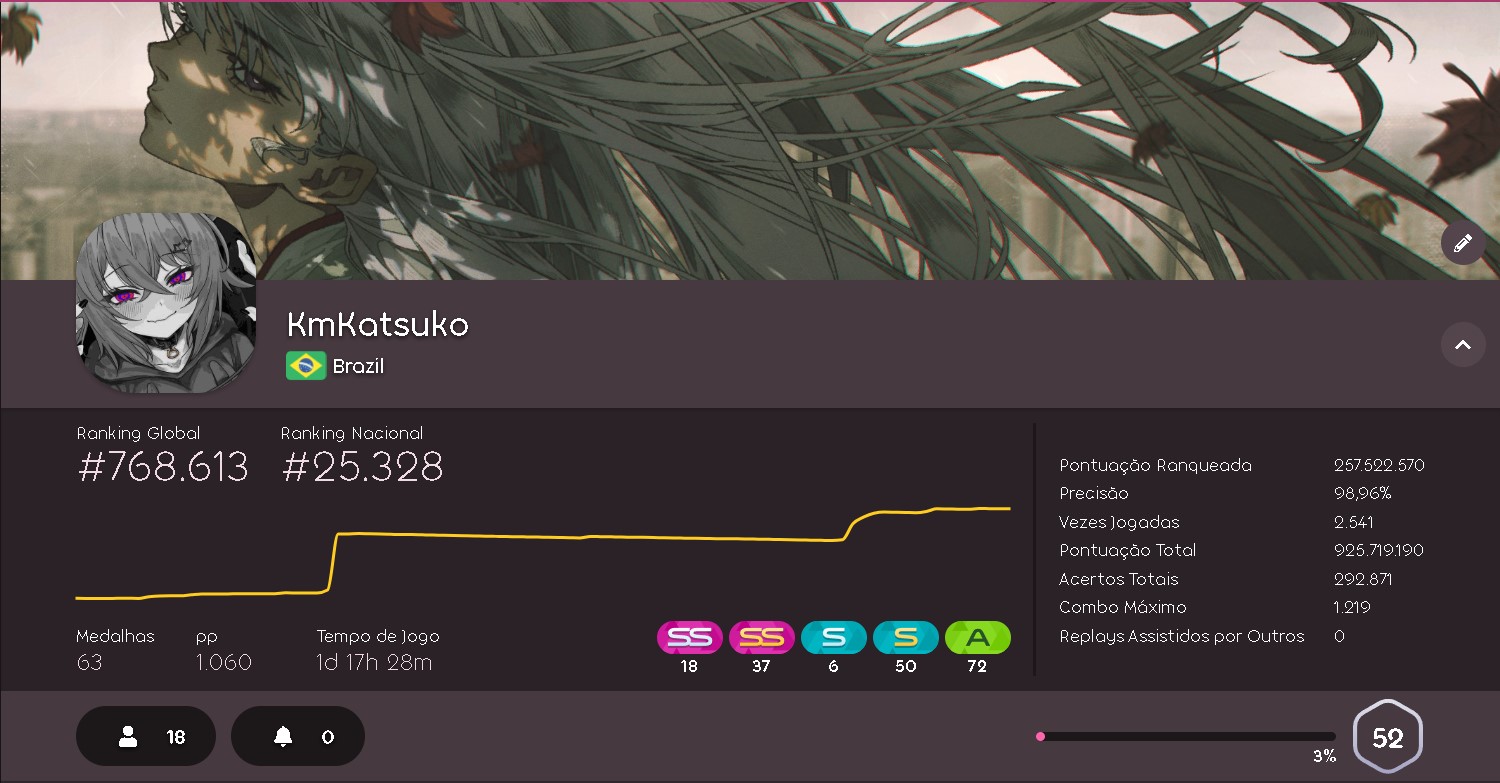 KmKatsuko
Brazil
Ranking Global
Ranking Nacional
#768.613
#25.328
Medalhas
63
pp
1.060
Tempo de Jogo
1d 17h 28m
SS
SS
S
S
A
18
37
6
50
72
Pontuação Ranqueada 257.522.570
Precisão 98,96%
Vezes Jogadas 2.541
Pontuação Total 925.719.190
Acertos Totais 292.871
Combo Máximo 1.219
Replays Assistidos por Outros 0
18
0
3%
52